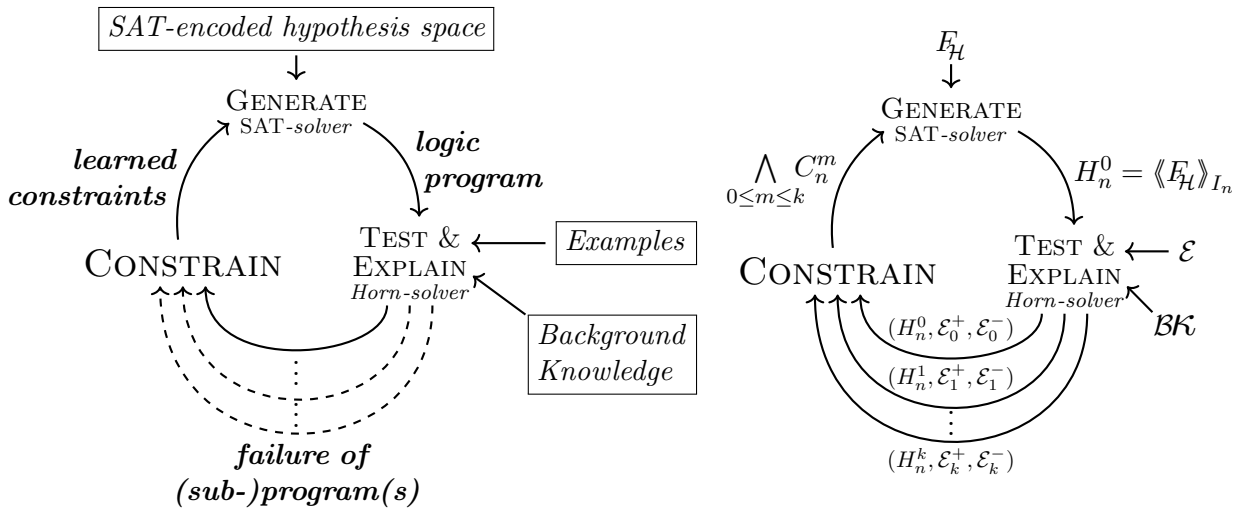 SAT-encoded hypothesis space
GENERATE
SAT-solver
learned
constraints
logic
program
CONSTRAIN
TEST &
EXPLAIN
Horn-solver
Examples
Background
Knowledge
failure of
(sub-)program(s)
F_ℋ
GENERATE
SAT-solver
⋀ C_n^m
0≤m≤k
H_n^0 = ⟪F_ℋ⟫_{I_n}
CONSTRAIN
TEST &
EXPLAIN
Horn-solver
ℰ
ℬ𝒦
(H_n^0, ℰ_0^+, ℰ_0^-)
(H_n^1, ℰ_1^+, ℰ_1^-)
(H_n^k, ℰ_k^+, ℰ_k^-)